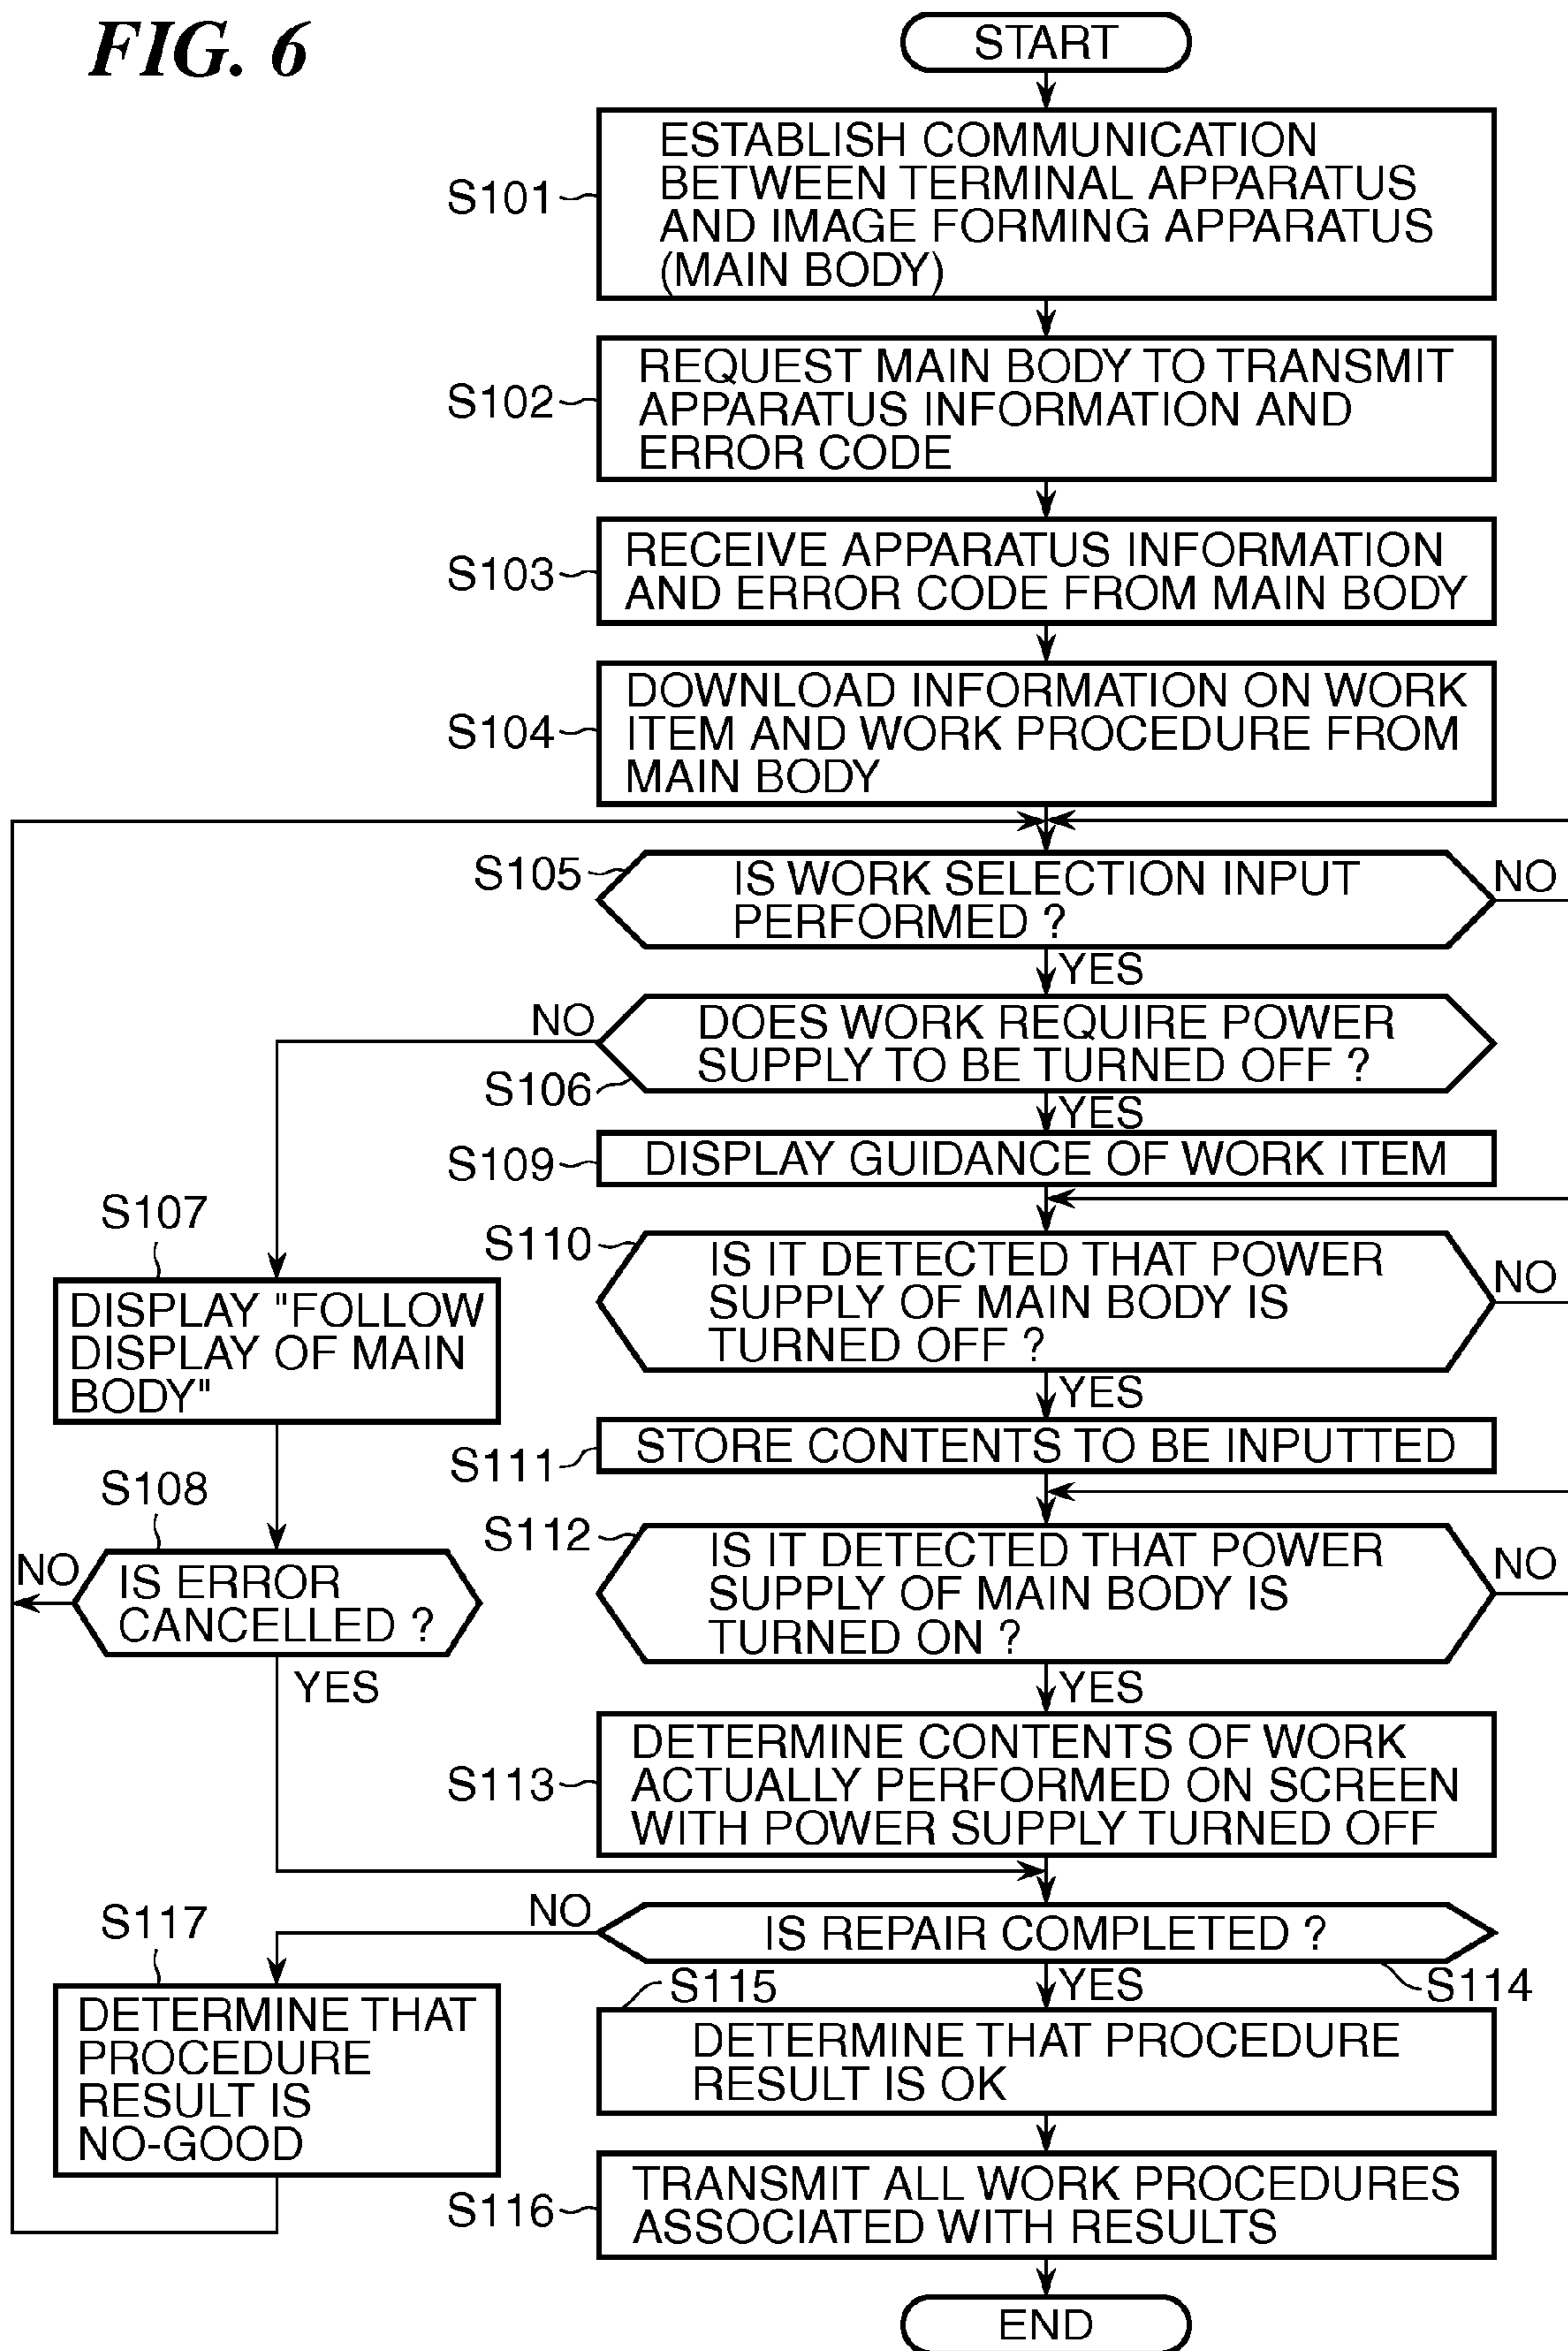 FIG. 6
START
S101
ESTABLISH COMMUNICATION
BETWEEN TERMINAL APPARATUS
AND IMAGE FORMING APPARATUS
(MAIN BODY)
S102
REQUEST MAIN BODY TO TRANSMIT
APPARATUS INFORMATION AND
ERROR CODE
S103
RECEIVE APPARATUS INFORMATION
AND ERROR CODE FROM MAIN BODY
S104
DOWNLOAD INFORMATION ON WORK
ITEM AND WORK PROCEDURE FROM
MAIN BODY
S105
IS WORK SELECTION INPUT
PERFORMED ?
NO
YES
NO
DOES WORK REQUIRE POWER
SUPPLY TO BE TURNED OFF ?
S106
YES
S109
DISPLAY GUIDANCE OF WORK ITEM
S107
DISPLAY "FOLLOW
DISPLAY OF MAIN
BODY"
S110
IS IT DETECTED THAT POWER
SUPPLY OF MAIN BODY IS
TURNED OFF ?
NO
YES
S111
STORE CONTENTS TO BE INPUTTED
S108
NO
IS ERROR
CANCELLED ?
YES
S112
IS IT DETECTED THAT POWER
SUPPLY OF MAIN BODY IS
TURNED ON ?
NO
YES
S113
DETERMINE CONTENTS OF WORK
ACTUALLY PERFORMED ON SCREEN
WITH POWER SUPPLY TURNED OFF
NO
IS REPAIR COMPLETED ?
S114
YES
S117
DETERMINE THAT
PROCEDURE
RESULT IS
NO-GOOD
S115
DETERMINE THAT PROCEDURE
RESULT IS OK
S116
TRANSMIT ALL WORK PROCEDURES
ASSOCIATED WITH RESULTS
END